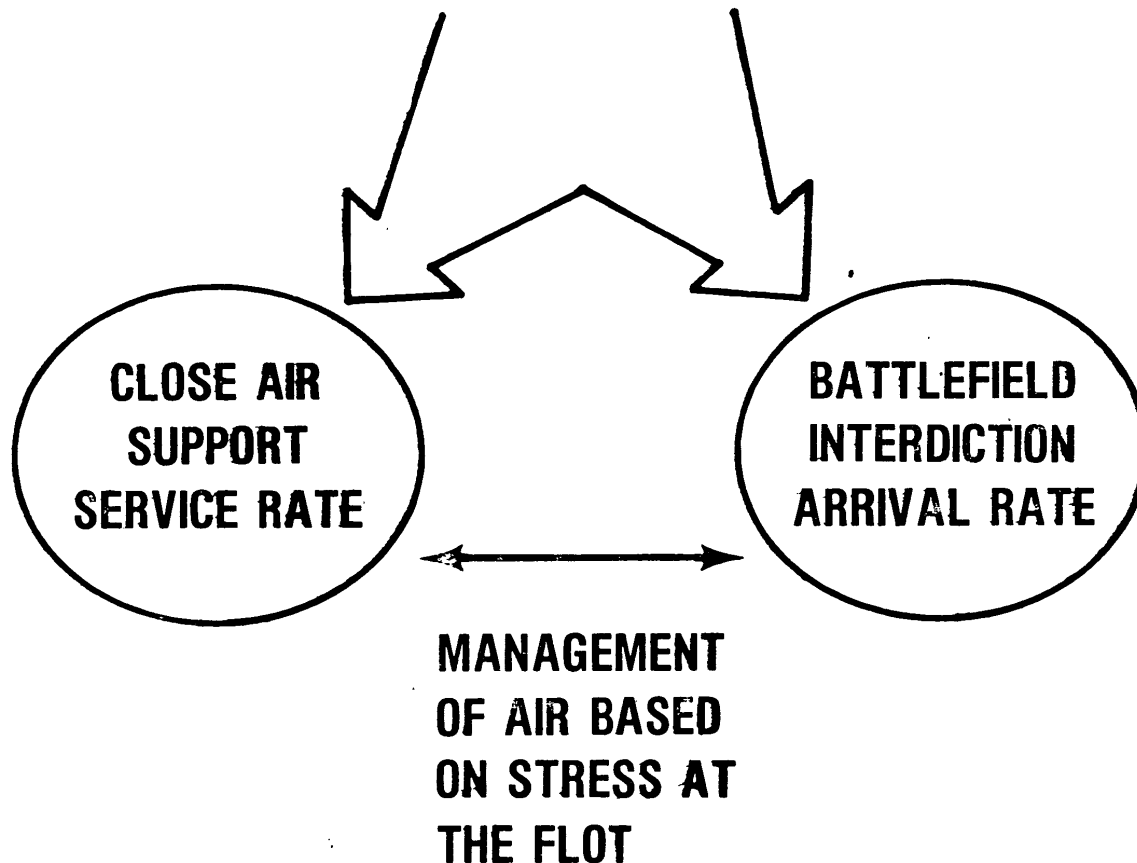 CLOSE AIR
SUPPORT
SERVICE RATE
BATTLEFIELD
INTERDICTION
ARRIVAL RATE
MANAGEMENT
OF AIR BASED
ON STRESS AT
THE FLOT